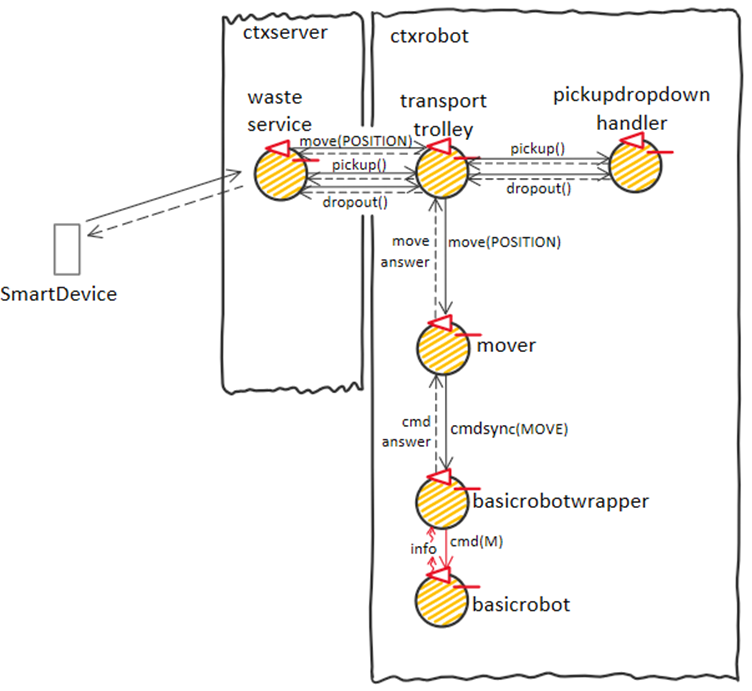 ctxserver
ctxrobot
waste
service
transport
trolley
pickupdropdown
handler
move(POSITION)
pickup()
dropout()
pickup()
dropout()
SmartDevice
move
answer
move(POSITION)
mover
cmd
answer
cmdsync(MOVE)
basicrobotwrapper
info
cmd(M)
basicrobot